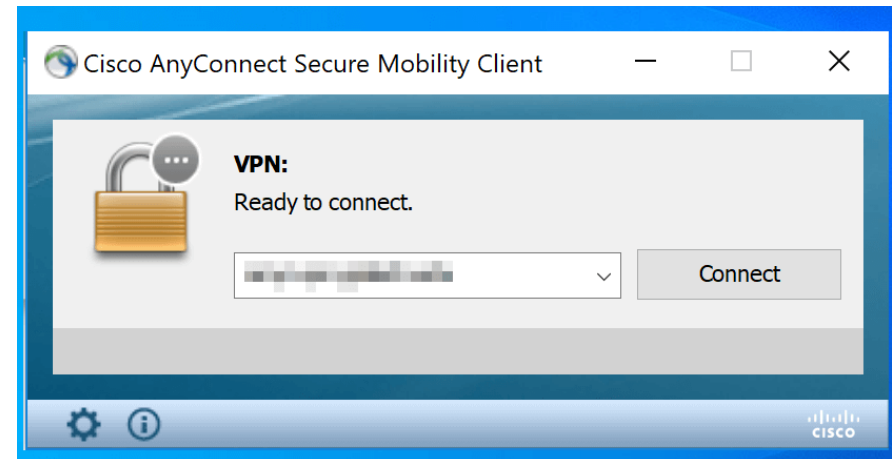 Cisco AnyConnect Secure Mobility Client
VPN:
Ready to connect.
Connect
CISCO